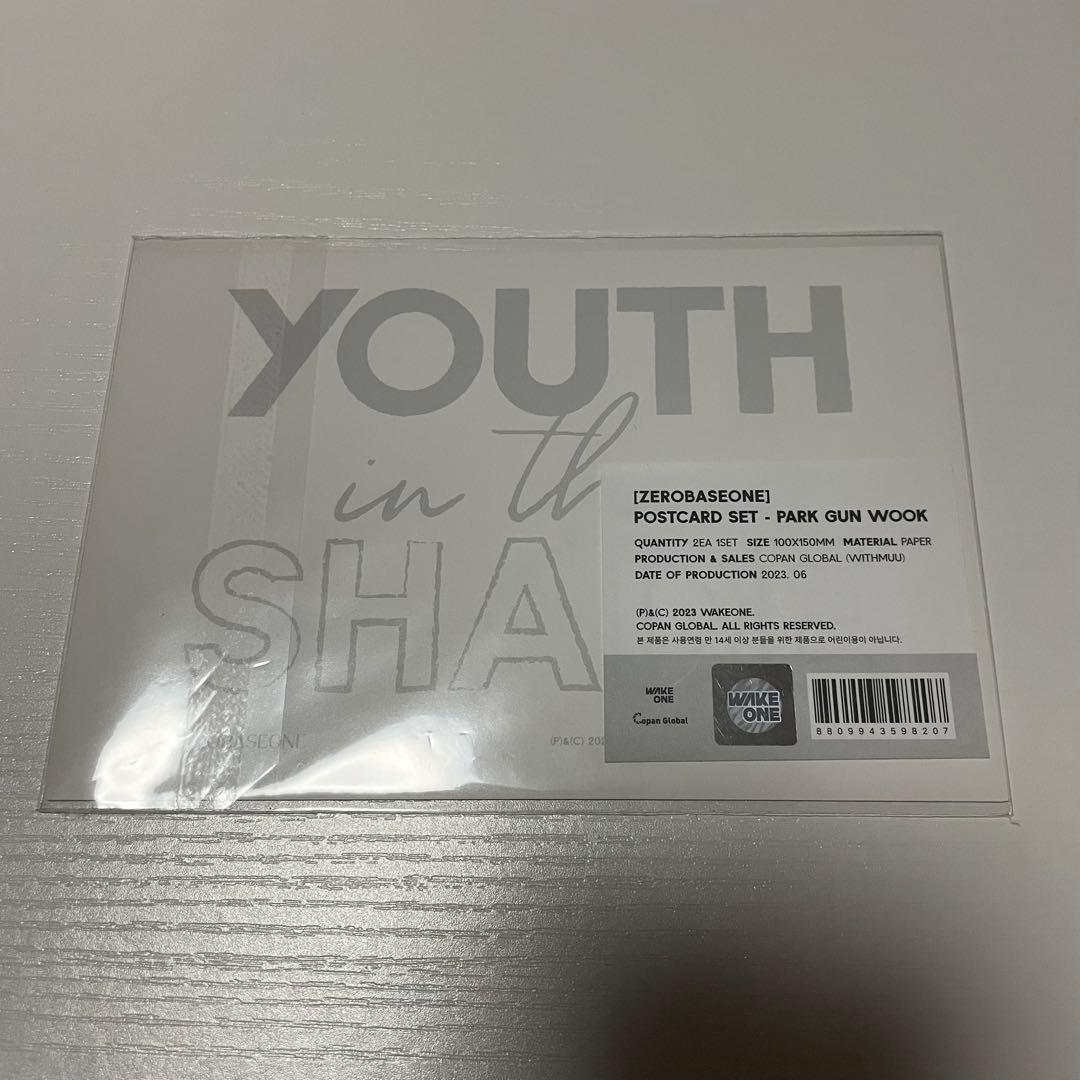 YOUTH
in th
SHA
[ZEROBASEONE]
POSTCARD SET - PARK GUN WOOK
QUANTITY 2EA 1SET SIZE 100X150MM MATERIAL PAPER
PRODUCTION & SALES COPAN GLOBAL (WITHMUU)
DATE OF PRODUCTION 2023. 06
(P)&(C) 2023 WAKEONE.
COPAN GLOBAL. ALL RIGHTS RESERVED.
본 제품은 사용연령 만 14세 이상 분들을 위한 제품으로 어린이용이 아닙니다.
WAKE
ONE
Copan Global
WAKE
ONE
8809943598207
(P)&(C) 202